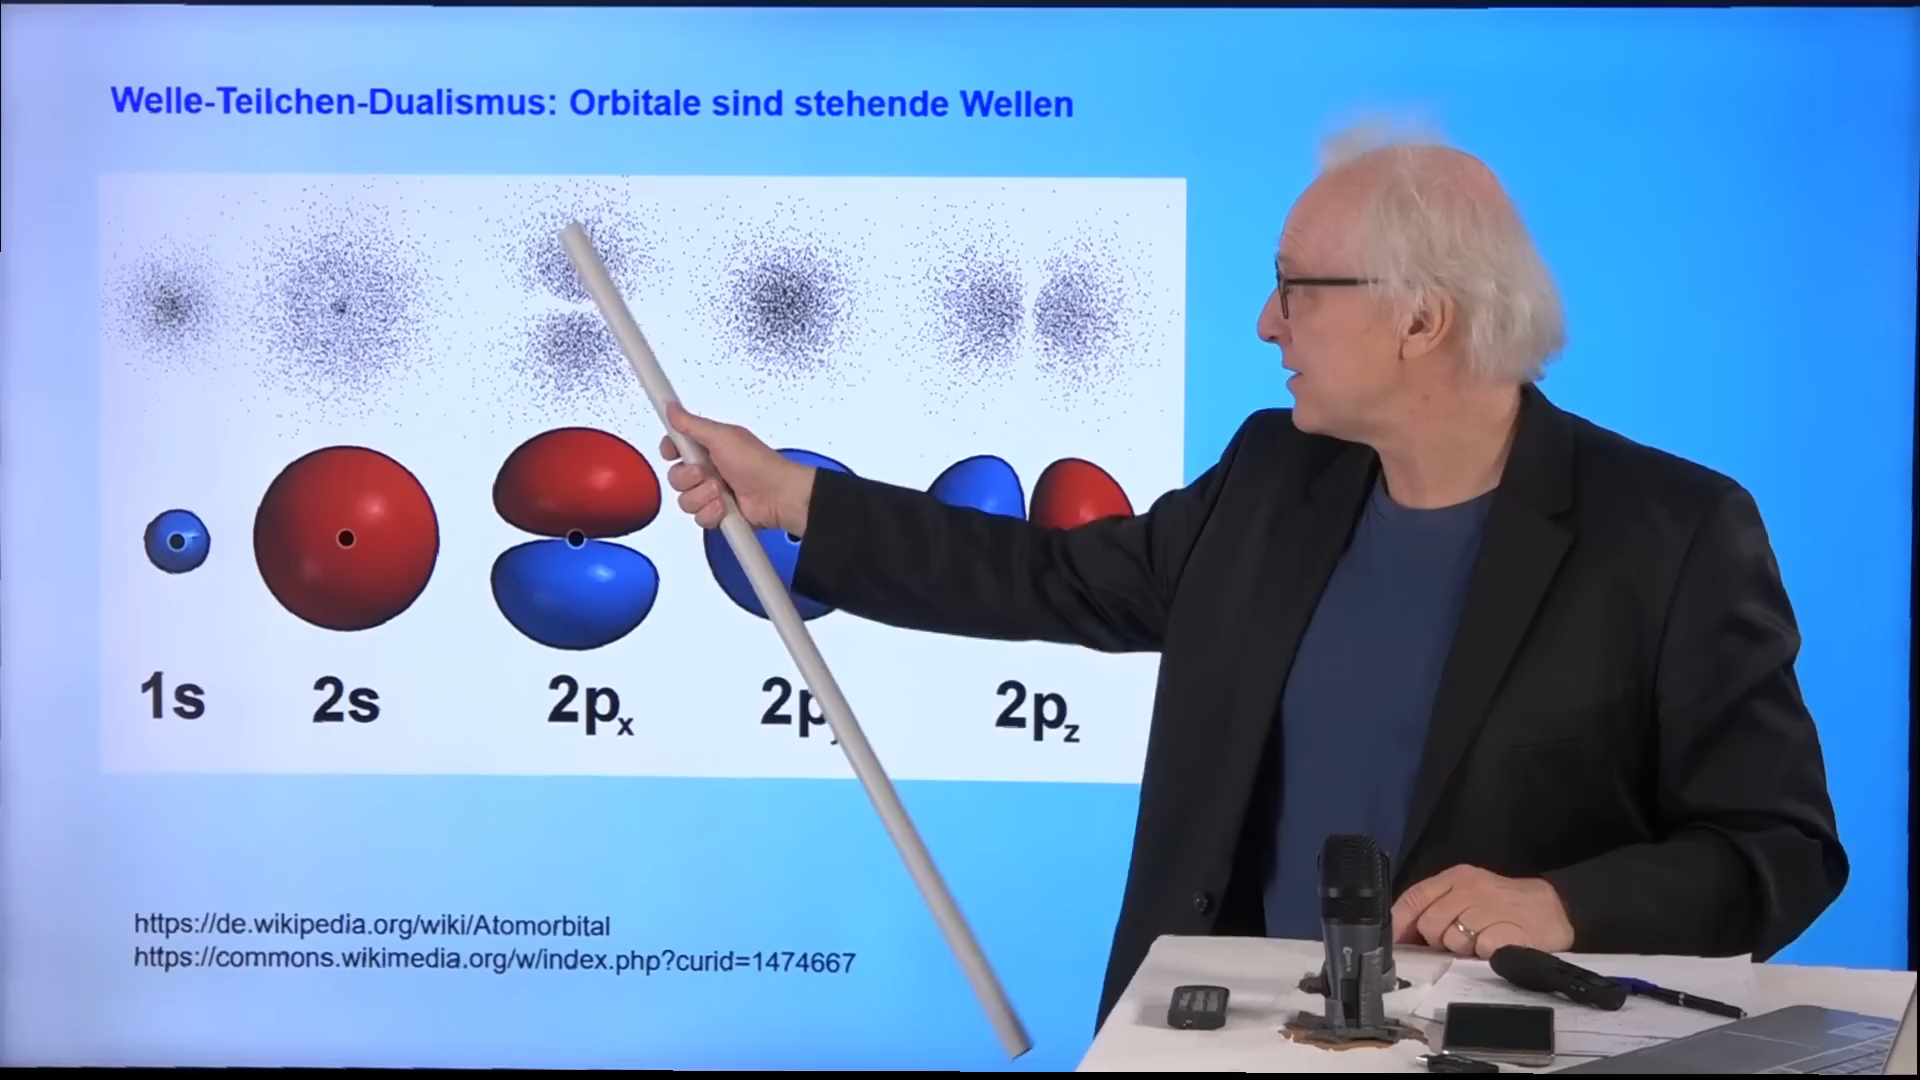 Welle-Teilchen-Dualismus: Orbitale sind stehende Wellen
1s 2s 2px 2p 2pz
https://de.wikipedia.org/wiki/Atomorbital
https://commons.wikimedia.org/w/index.php?curid=1474667